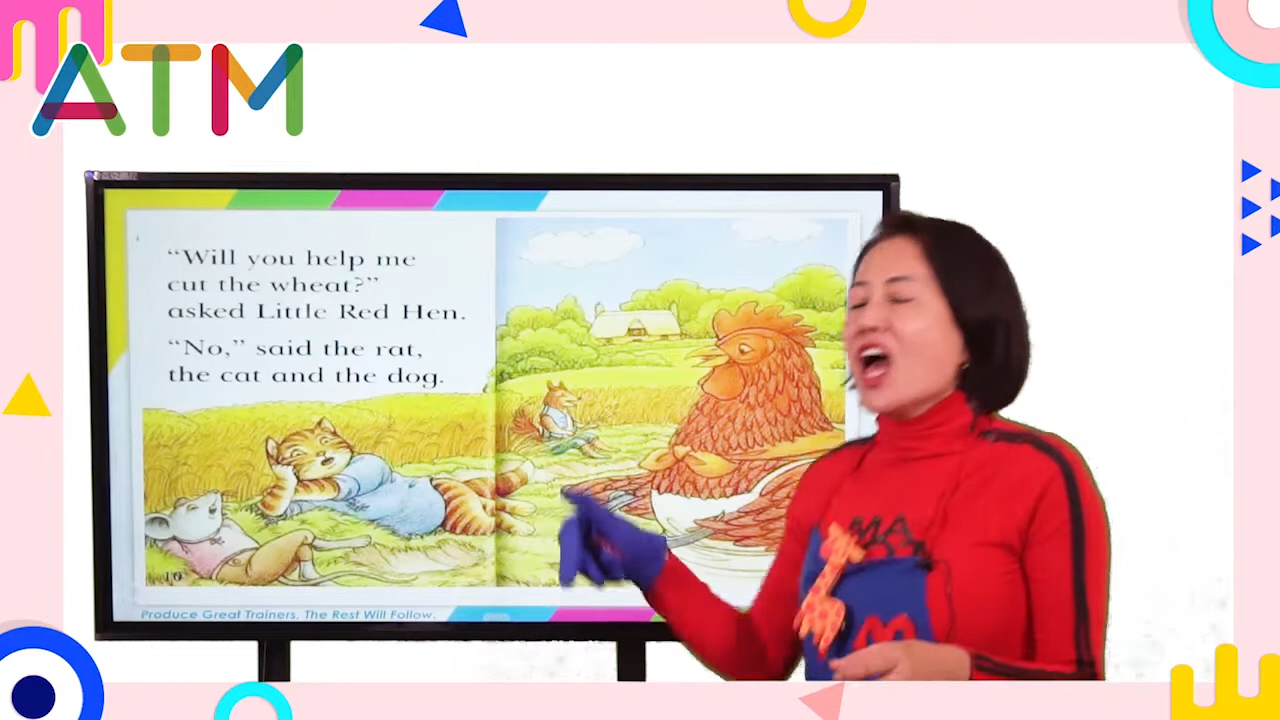 ATM
"Will you help me
cut the wheat?"
asked Little Red Hen.
"No," said the rat,
the cat and the dog.
Produce Great Trainers, The Rest Will Follow.